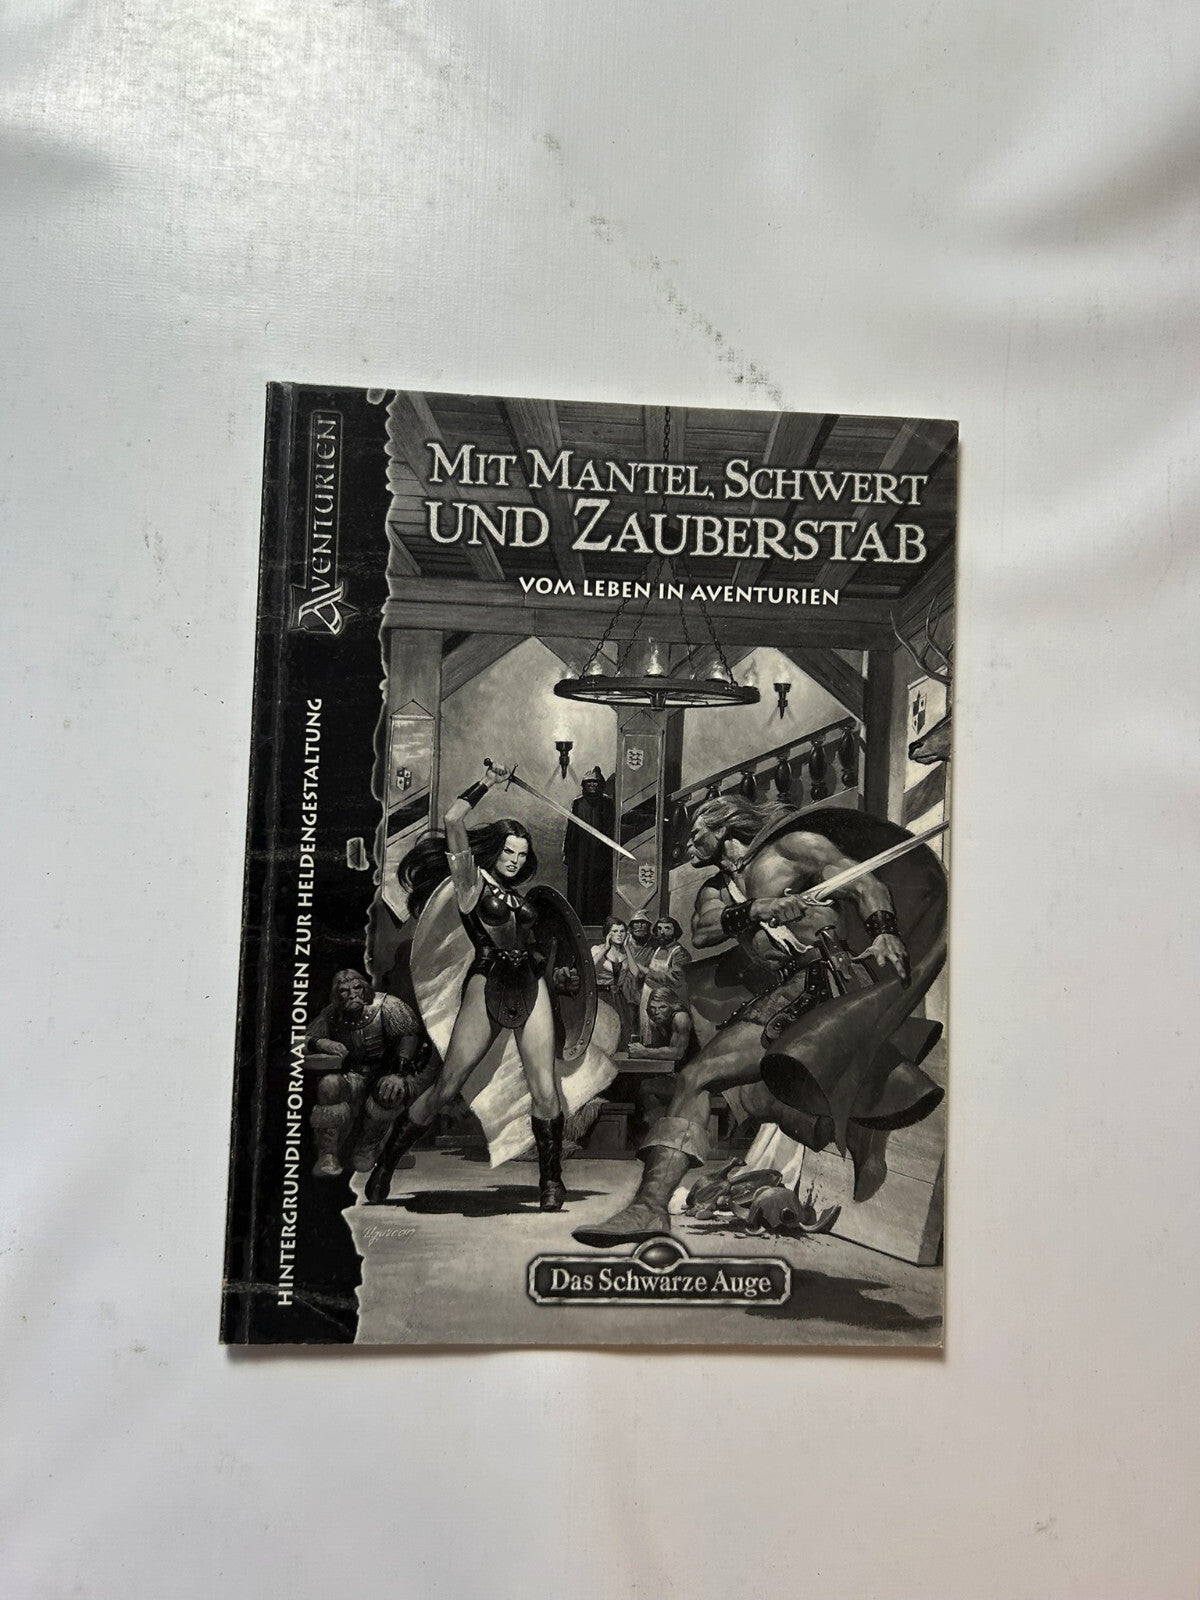 MIT MANTEL, SCHWERT
UND ZAUBERSTAB
VOM LEBEN IN AVENTURIEN
AVENTURIEN
HINTERGRUNDINFORMATIONEN ZUR HELDENGESTALTUNG
DAS SCHWARZE AUGE